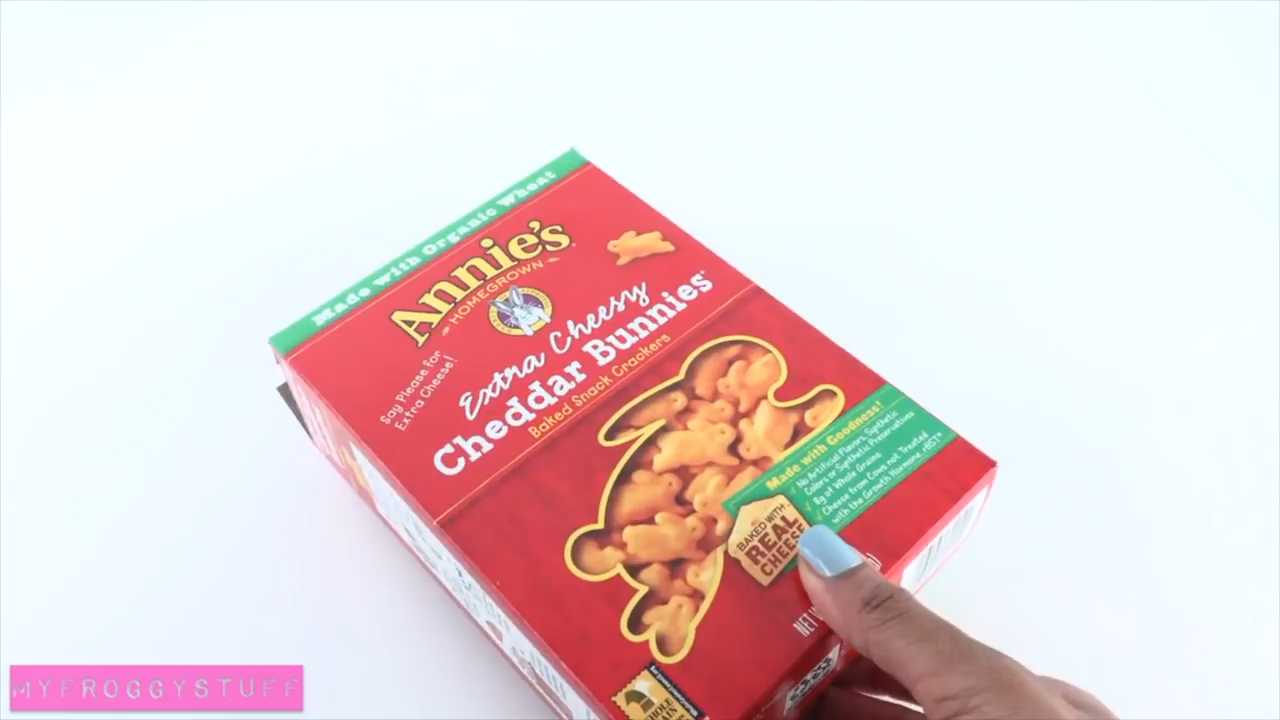 Made with Organic Wheat
Annie's
HOMEGROWN
Say Please for
Extra Cheese!
Extra Cheesy
Cheddar Bunnies
Baked Snack Crackers
Made with Goodness!
✓ No Artificial Flavors, Synthetic
Colors or Synthetic Preservatives
✓ 8g of Whole Grains
✓ Cheese from Cows not Treated
with the Growth Hormone, rBST*
BAKED WITH
REAL
CHEESE
NET
MYFROGGYSTUFF